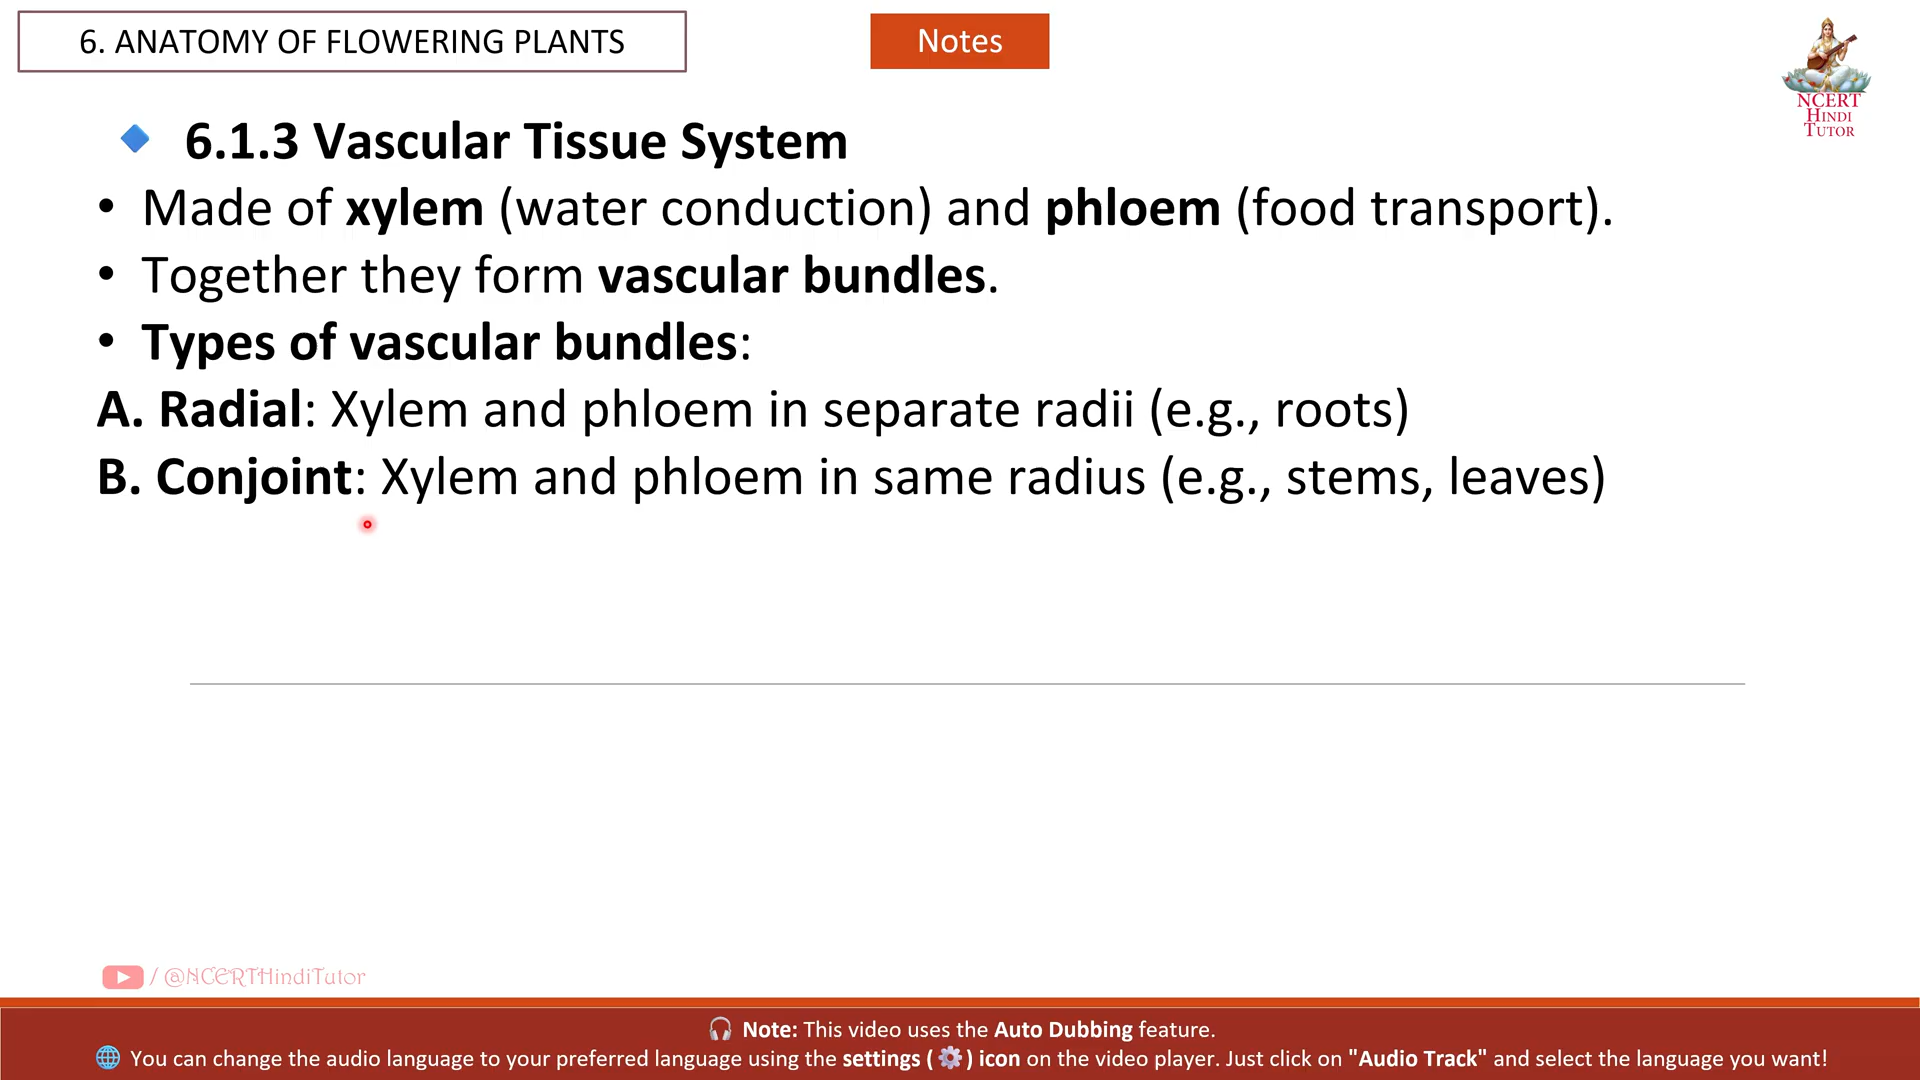 6. ANATOMY OF FLOWERING PLANTS
Notes
NCERT
HINDI
TUTOR
6.1.3 Vascular Tissue System
• Made of xylem (water conduction) and phloem (food transport).
• Together they form vascular bundles.
• Types of vascular bundles:
A. Radial: Xylem and phloem in separate radii (e.g., roots)
B. Conjoint: Xylem and phloem in same radius (e.g., stems, leaves)
/ @NCERTHindiTutor
Note: This video uses the Auto Dubbing feature.
You can change the audio language to your preferred language using the settings ( ⚙ ) icon on the video player. Just click on "Audio Track" and select the language you want!